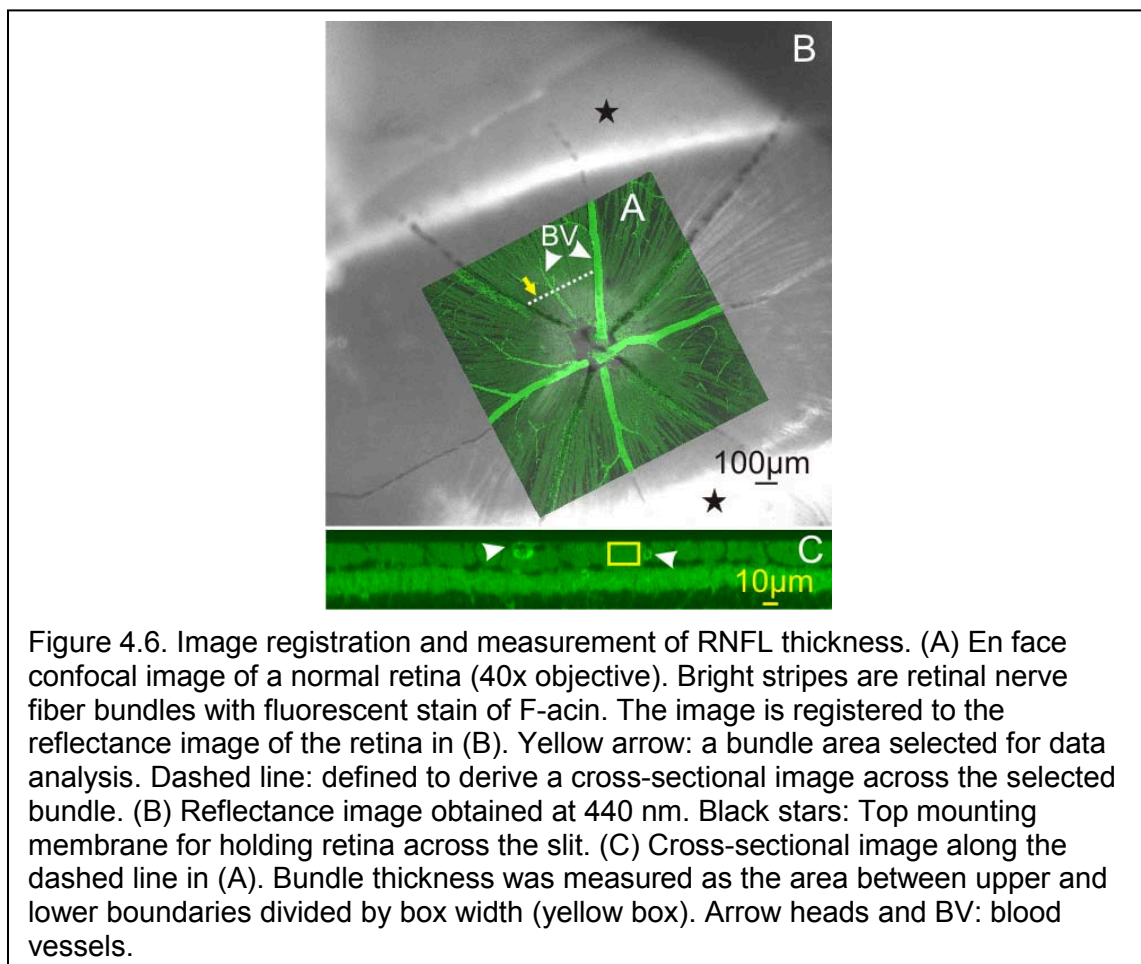 B
A
BV
100µm
C
10µm
Figure 4.6. Image registration and measurement of RNFL thickness. (A) En face
confocal image of a normal retina (40x objective). Bright stripes are retinal nerve
fiber bundles with fluorescent stain of F-acin. The image is registered to the
reflectance image of the retina in (B). Yellow arrow: a bundle area selected for data
analysis. Dashed line: defined to derive a cross-sectional image across the selected
bundle. (B) Reflectance image obtained at 440 nm. Black stars: Top mounting
membrane for holding retina across the slit. (C) Cross-sectional image along the
dashed line in (A). Bundle thickness was measured as the area between upper and
lower boundaries divided by box width (yellow box). Arrow heads and BV: blood
vessels.